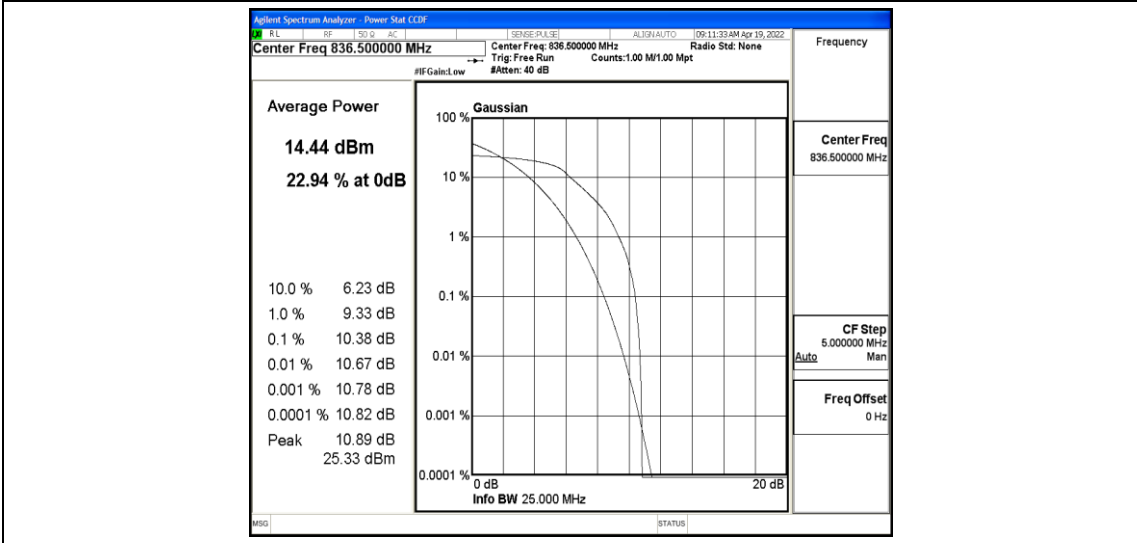 Agilent Spectrum Analyzer - Power Stat CCDF
LXI RL RF 50 Ω AC SENSE:PULSE ALIGNAUTO 09:11:33 AM Apr 19, 2022
Center Freq 836.500000 MHz
Center Freq: 836.500000 MHz Radio Std: None
Trig: Free Run Counts:1.00 M/1.00 Mpt
#IFGain:Low #Atten: 40 dB
Frequency
Average Power
14.44 dBm
22.94 % at 0dB
10.0 % 6.23 dB
1.0 % 9.33 dB
0.1 % 10.38 dB
0.01 % 10.67 dB
0.001 % 10.78 dB
0.0001 % 10.82 dB
Peak 10.89 dB
25.33 dBm
Gaussian
100 %
10 %
1 %
0.1 %
0.01 %
0.001 %
0.0001 %
0 dB 20 dB
Info BW 25.000 MHz
Center Freq
836.500000 MHz
CF Step
5.000000 MHz
Auto Man
Freq Offset
0 Hz
MSG STATUS